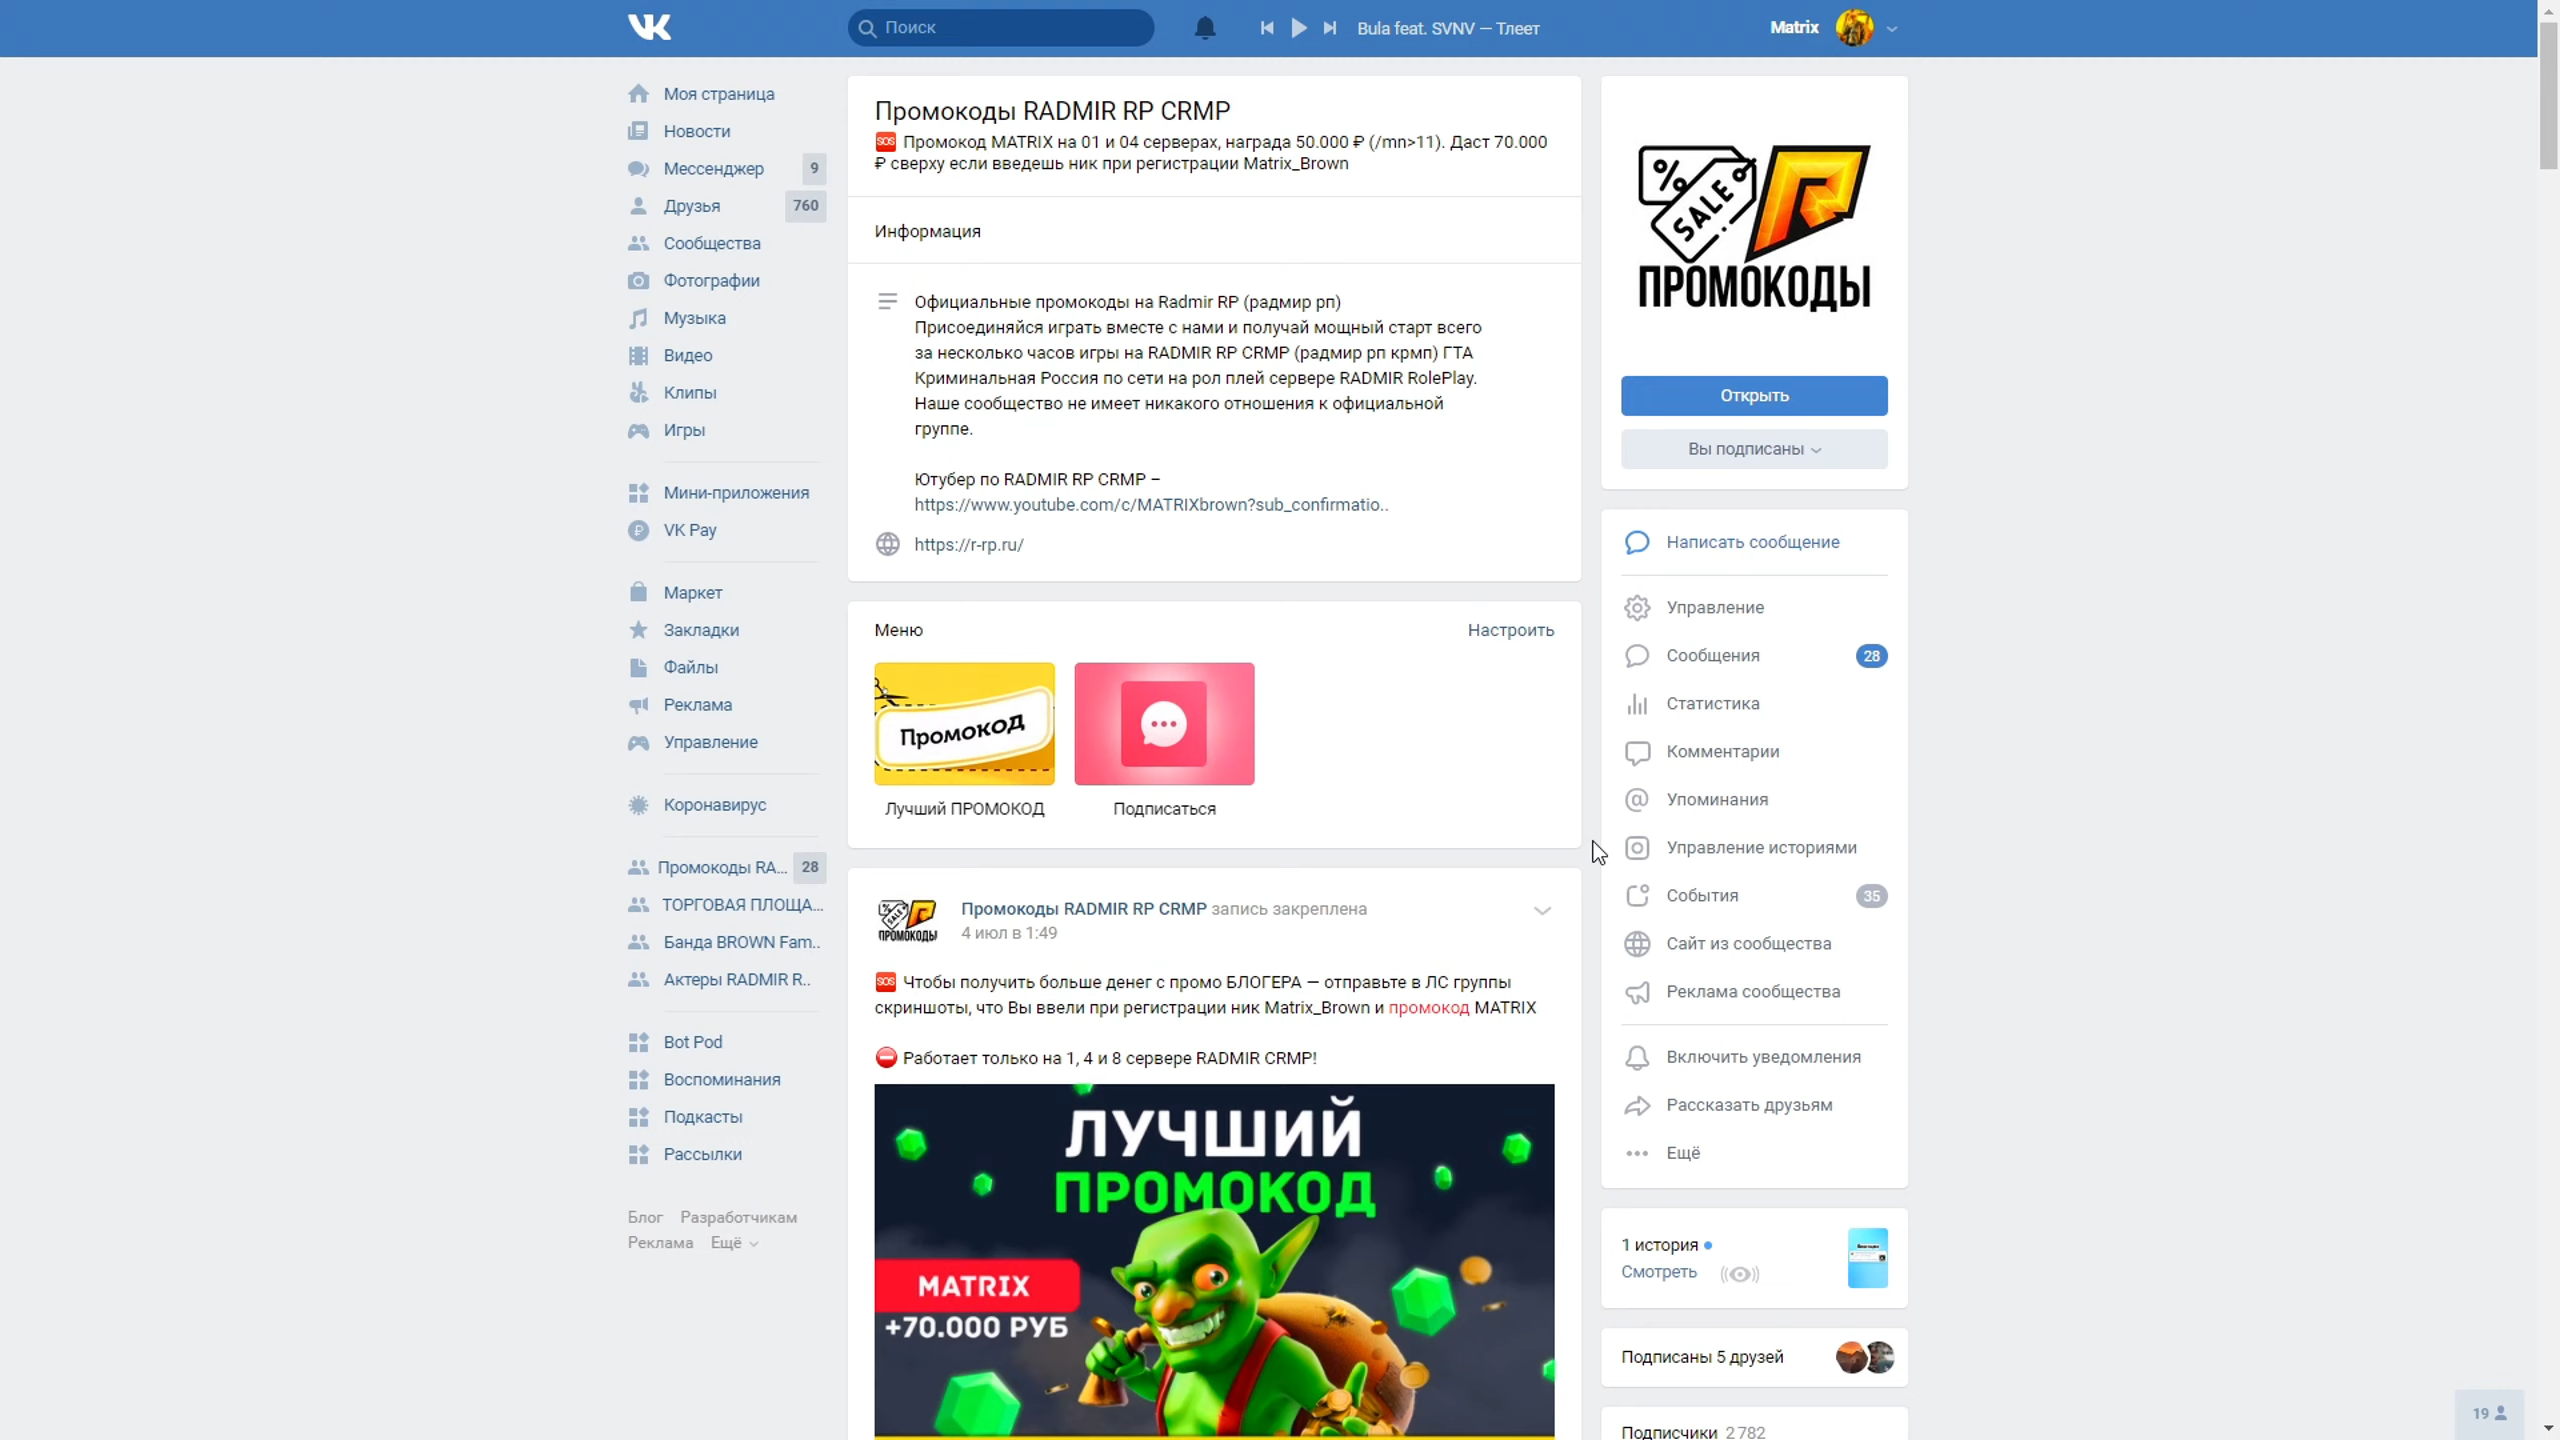 VK
Поиск
Bula feat. SVNV — Тлеет
Matrix
Моя страница
Новости
Мессенджер 9
Друзья 760
Сообщества
Фотографии
Музыка
Видео
Клипы
Игры
Мини-приложения
VK Pay
Маркет
Закладки
Файлы
Реклама
Управление
Коронавирус
Промокоды RA... 28
ТОРГОВАЯ ПЛОЩА...
Банда BROWN Fam..
Актеры RADMIR R..
Bot Pod
Воспоминания
Подкасты
Рассылки
Блог Разработчикам
Реклама Ещё
Промокоды RADMIR RP CRMP
SOS Промокод MATRIX на 01 и 04 серверах, награда 50.000 ₽ (/mn>11). Даст 70.000
₽ сверху если введешь ник при регистрации Matrix_Brown
Информация
Официальные промокоды на Radmir RP (радмир рп)
Присоединяйся играть вместе с нами и получай мощный старт всего
за несколько часов игры на RADMIR RP CRMP (радмир рп крмп) ГТА
Криминальная Россия по сети на рол плей сервере RADMIR RolePlay.
Наше сообщество не имеет никакого отношения к официальной
группе.
Ютубер по RADMIR RP CRMP –
https://www.youtube.com/c/MATRIXbrown?sub_confirmatio..
https://r-rp.ru/
Меню
Настроить
Промокод
Лучший ПРОМОКОД
Подписаться
Промокоды RADMIR RP CRMP запись закреплена
4 июл в 1:49
ПРОМОКОДЫ
SOS Чтобы получить больше денег с промо БЛОГЕРА — отправьте в ЛС группы
скриншоты, что Вы ввели при регистрации ник Matrix_Brown и промокод MATRIX
Работает только на 1, 4 и 8 сервере RADMIR CRMP!
ЛУЧШИЙ
ПРОМОКОД
MATRIX
+70.000 РУБ
% SALE
ПРОМОКОДЫ
Открыть
Вы подписаны
Написать сообщение
Управление
Сообщения 28
Статистика
Комментарии
Упоминания
Управление историями
События 35
Сайт из сообщества
Реклама сообщества
Включить уведомления
Рассказать друзьям
Ещё
1 история
Смотреть
Подписаны 5 друзей
Подписчики 2 782
19